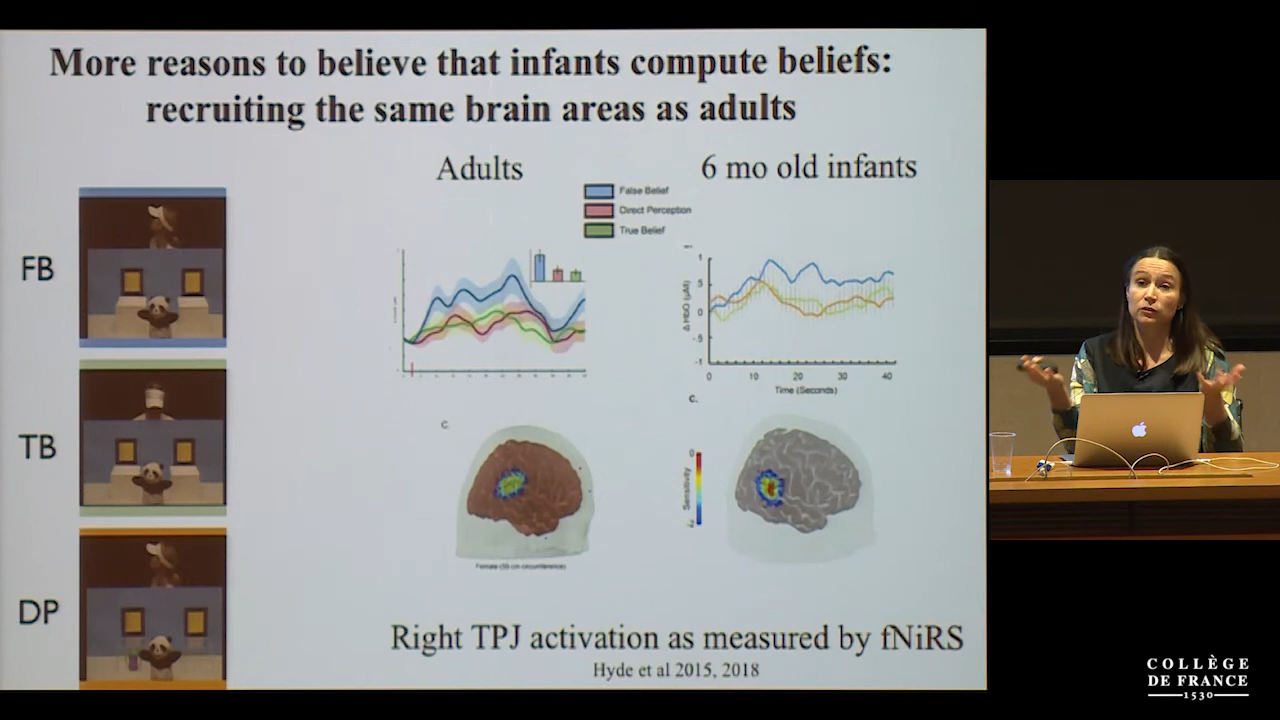 More reasons to believe that infants compute beliefs:
recruiting the same brain areas as adults
Adults
6 mo old infants
False Belief
Direct Perception
True Belief
FB
TB
DP
Δ HbO (μM)
1
.5
0
-.5
-1
0 10 20 30 40
Time (Seconds)
C.
C.
Sensitivity
0
Right TPJ activation as measured by fNiRS
Hyde et al 2015, 2018
COLLÈGE
DE FRANCE
1530